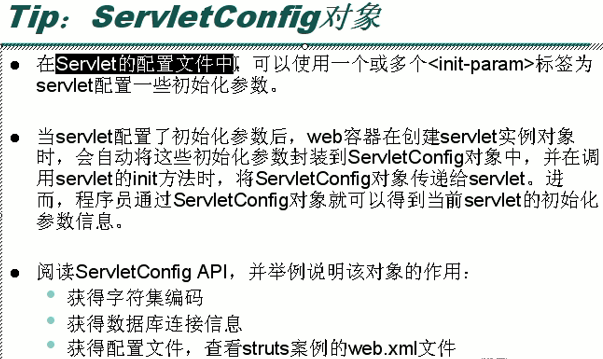 Tip：ServletConfig对象
在Servlet的配置文件中，可以使用一个或多个<init-param>标签为
servlet配置一些初始化参数。
当servlet配置了初始化参数后，web容器在创建servlet实例对象
时，会自动将这些初始化参数封装到ServletConfig对象中，并在调
用servlet的init方法时，将ServletConfig对象传递给servlet。进
而，程序员通过ServletConfig对象就可以得到当前servlet的初始化
参数信息。
阅读ServletConfig API，并举例说明该对象的作用：
获得字符集编码
获得数据库连接信息
获得配置文件，查看struts案例的web.xml文件